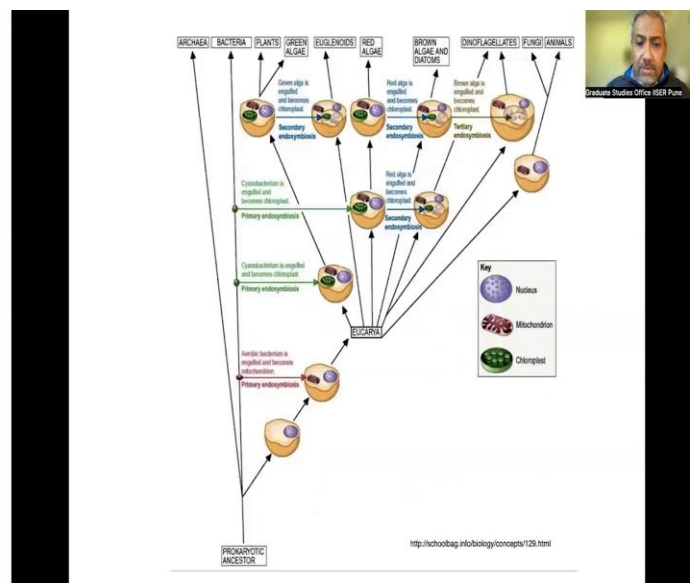 ARCHAEA
BACTERIA
PLANTS
GREEN
ALGAE
EUGLENOIDS
RED
ALGAE
BROWN
ALGAE AND
DIATOMS
DINOFLAGELLATES
FUNGI
ANIMALS
Graduate Studies Office IISER Pune
Green alga is
engulfed and
becomes
chloroplast.
Secondary
endosymbiosis
Red alga is
engulfed
and becomes
chloroplast.
Secondary
endosymbiosis
Brown alga is
engulfed and
becomes
chloroplast.
Tertiary
endosymbiosis
Cyanobacterium is
engulfed and
becomes chloroplast.
Primary endosymbiosis
Red alga is
engulfed and
becomes
chloroplast.
Secondary
endosymbiosis
Cyanobacterium is engulfed
and becomes chloroplast.
Primary endosymbiosis
Key
Nucleus
Mitochondrion
Chloroplast
EUCARYA
Aerobic bacterium is
engulfed and becomes
mitochondrion.
Primary endosymbiosis
http://schoolbag.info/biology/concepts/129.html
PROKARYOTIC
ANCESTOR